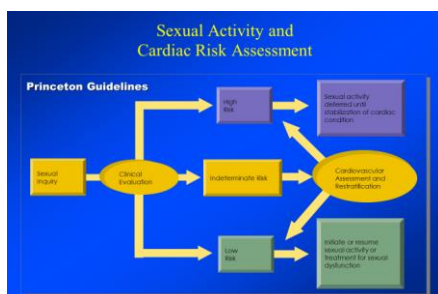 Sexual Activity and
Cardiac Risk Assessment
Princeton Guidelines
High
Risk
Sexual activity
deferred until
stabilization of cardiac
condition
Sexual
Inquiry
Clinical
Evaluation
Indeterminate Risk
Cardiovascular
Assessment and
Restratification
Low
Risk
Initiate or resume
sexual activity or
treatment for sexual
dysfunction